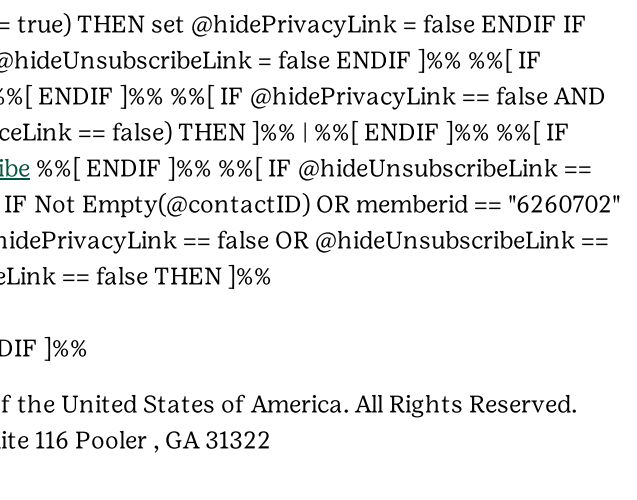 = true) THEN set @hidePrivacyLink = false ENDIF IF
@hideUnsubscribeLink = false ENDIF ]%% %%[ IF
%%[ ENDIF ]%% %%[ IF @hidePrivacyLink == false AND
ceLink == false) THEN ]%% | %%[ ENDIF ]%% %%[ IF
ibe %%[ ENDIF ]%% %%[ IF @hideUnsubscribeLink ==
IF Not Empty(@contactID) OR memberid == "6260702"
hidePrivacyLink == false OR @hideUnsubscribeLink ==
eLink == false THEN ]%%
DIF ]%%
f the United States of America. All Rights Reserved.
ite 116 Pooler , GA 31322